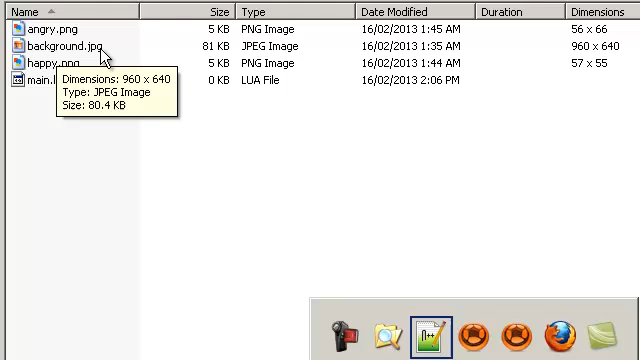 Name Size Type Date Modified Duration Dimensions
angry.png 5 KB PNG Image 16/02/2013 1:45 AM 56 x 66
background.jpg 81 KB JPEG Image 16/02/2013 1:35 AM 960 x 640
happy.png 5 KB PNG Image 16/02/2013 1:44 AM 57 x 55
main.l 0 KB LUA File 16/02/2013 2:06 PM
Dimensions: 960 x 640
Type: JPEG Image
Size: 80.4 KB